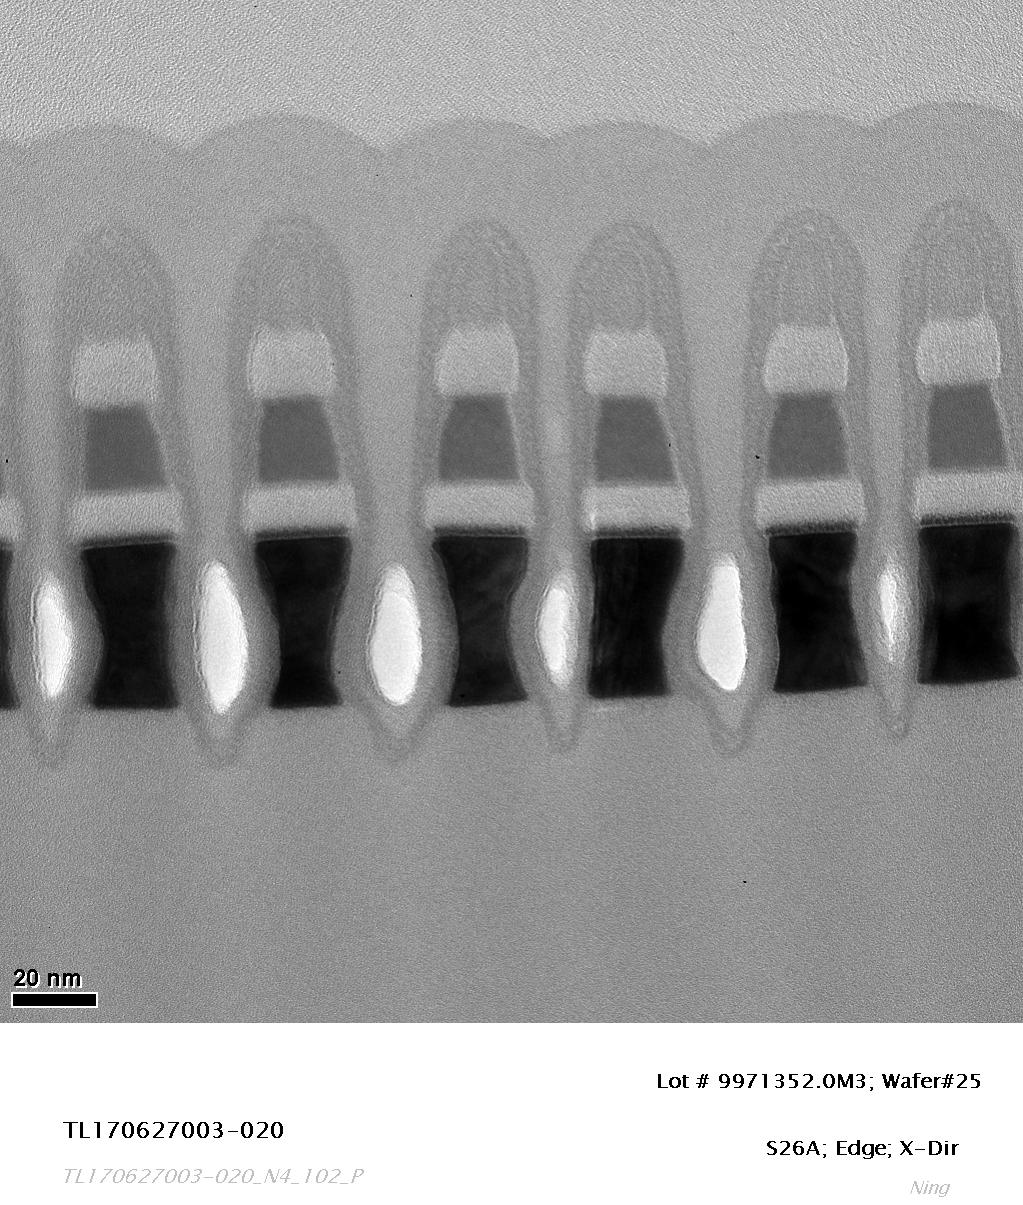 20 nm
Lot # 9971352.0M3; Wafer#25
TL170627003-020
S26A; Edge; X-Dir
TL170627003-020_N4_102_P
Ning